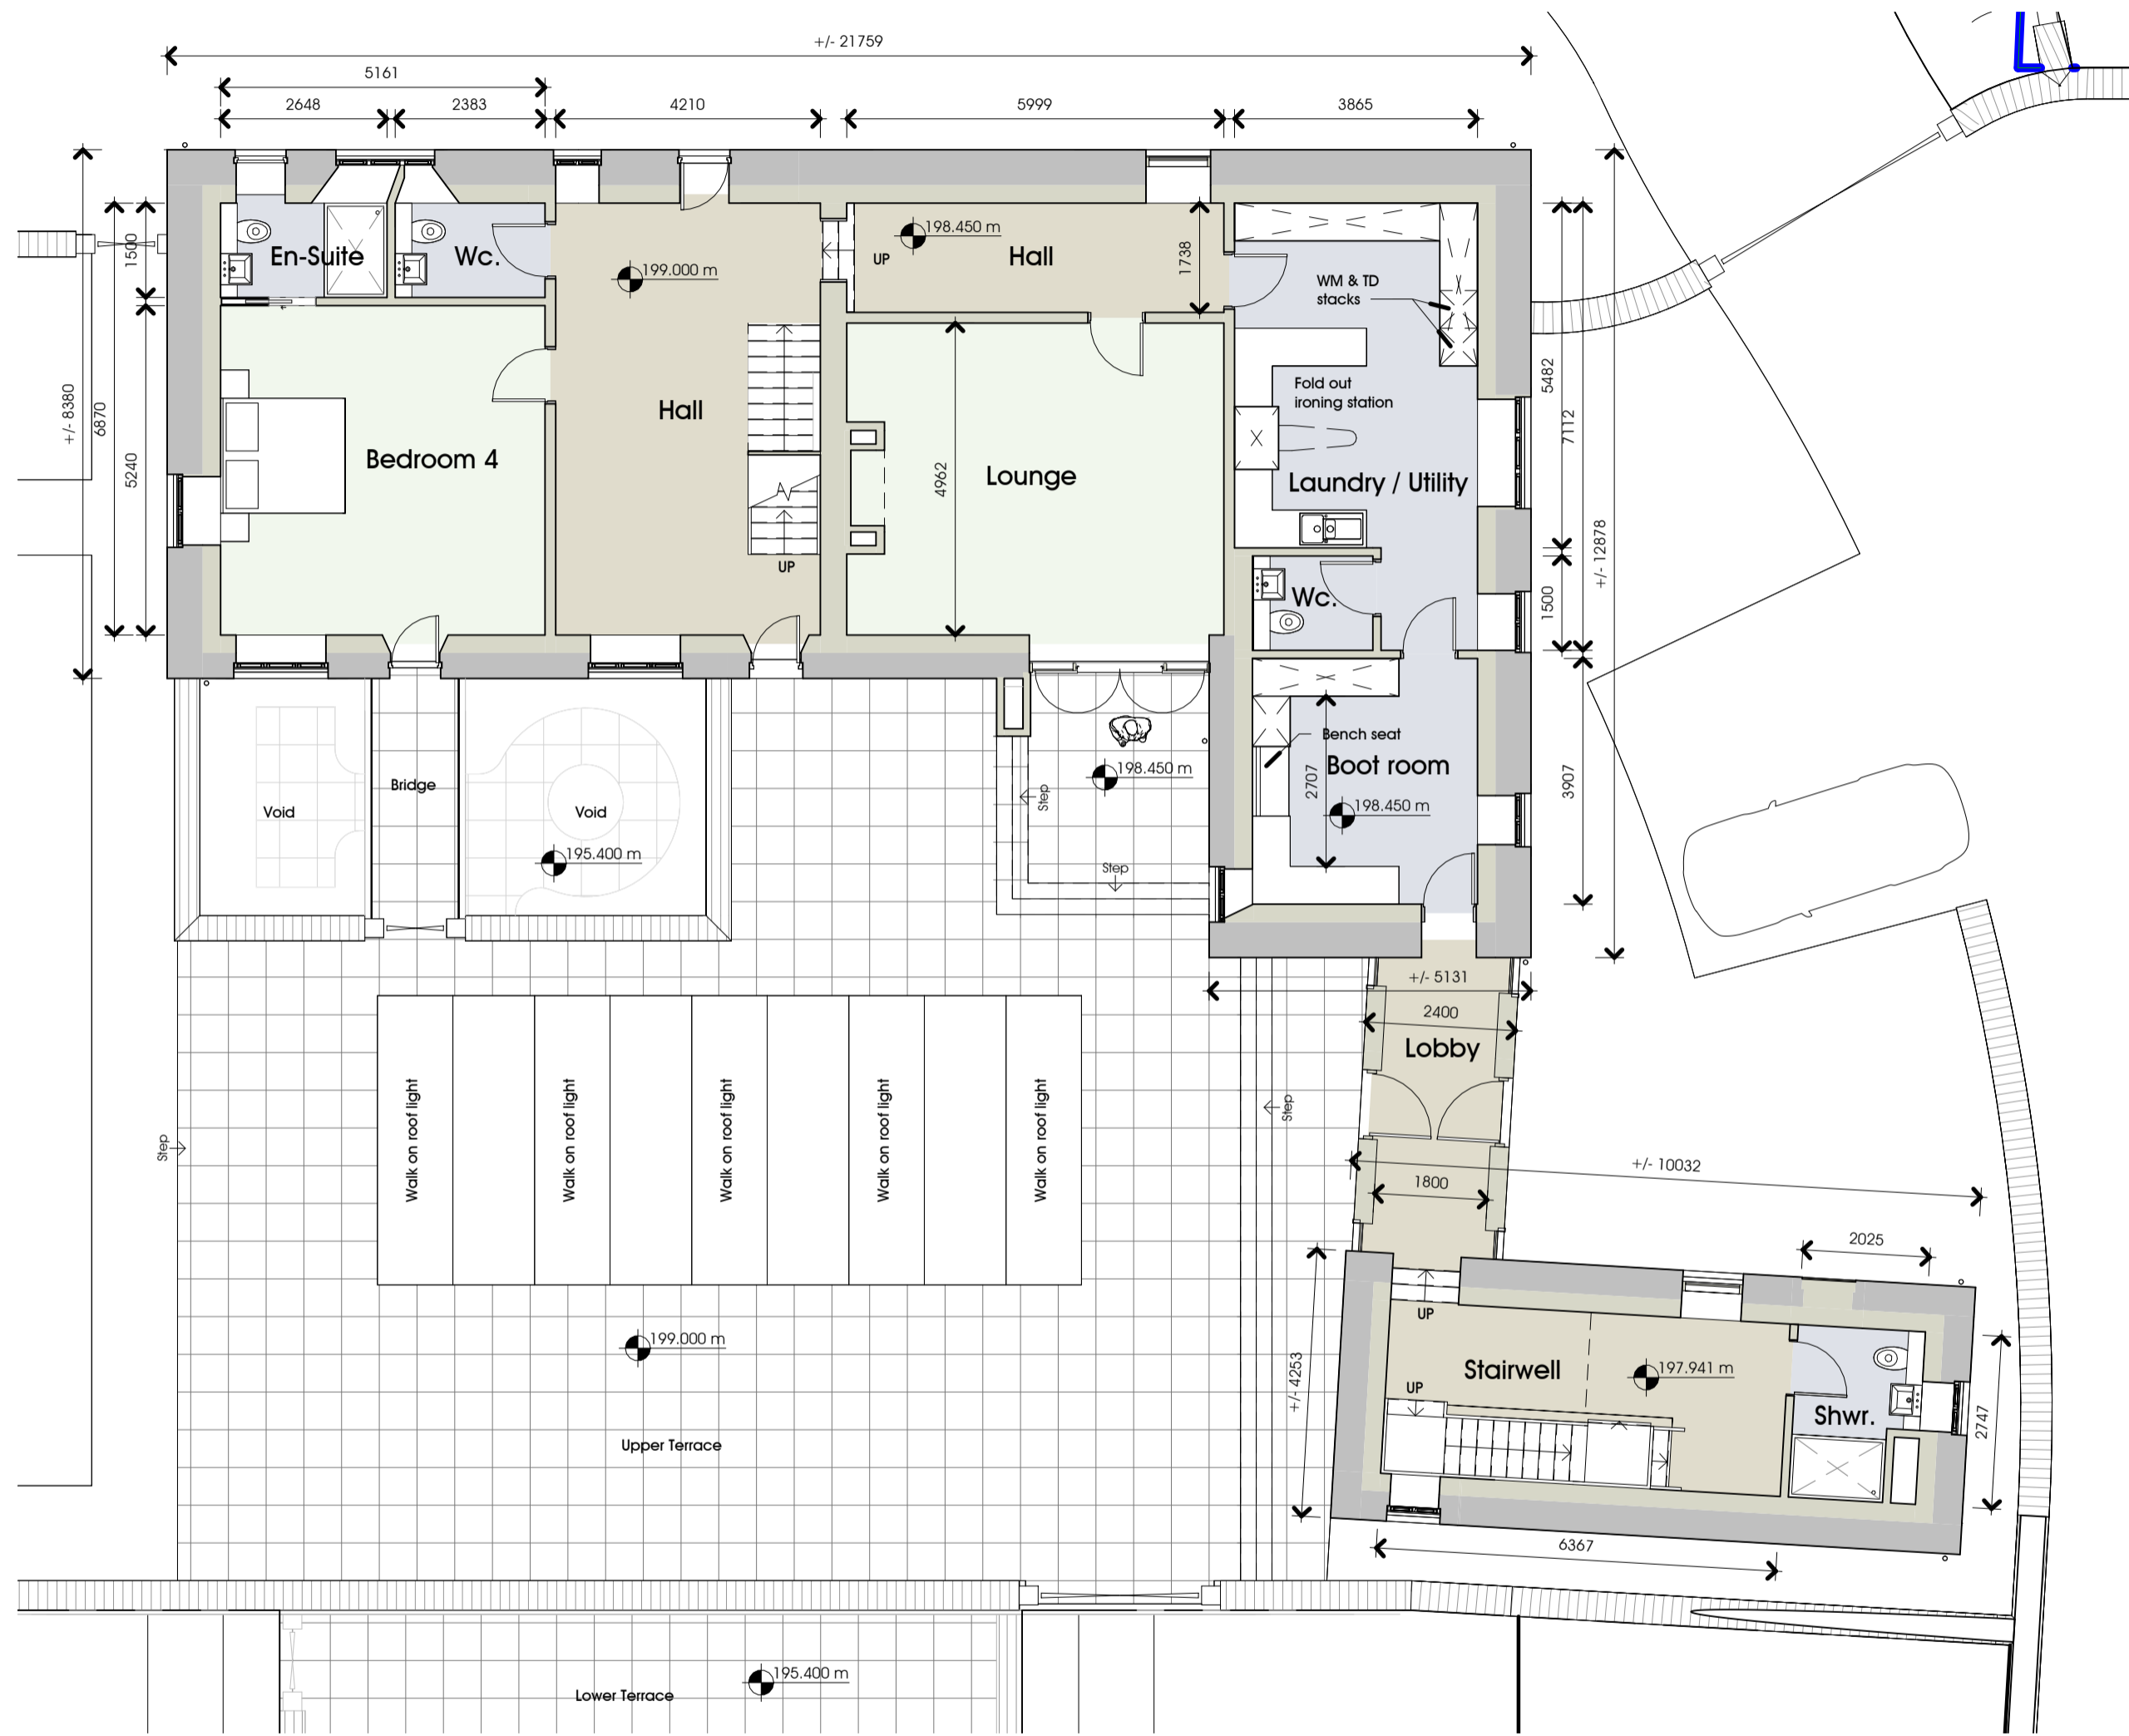 +/- 21759
5161
2648
2383
4210
5999
3865
+/- 8380
6870
1500
5240
En-Suite
Wc.
199.000 m
UP
198.450 m
Hall
1738
WM & TD
stacks
Fold out
ironing station
Hall
Bedroom 4
Lounge
4962
Laundry / Utility
5482
7112
+/- 12878
1500
UP
Wc.
Bench seat
Boot room
2707
198.450 m
3907
198.450 m
Step
Step
Bridge
Void
Void
195.400 m
+/- 5131
2400
Lobby
Step
Step
Walk on roof light
Walk on roof light
Walk on roof light
Walk on roof light
Walk on roof light
+/- 10032
1800
2025
UP
Stairwell
197.941 m
UP
Shwr.
+/- 4253
2747
6367
199.000 m
Upper Terrace
195.400 m
Lower Terrace